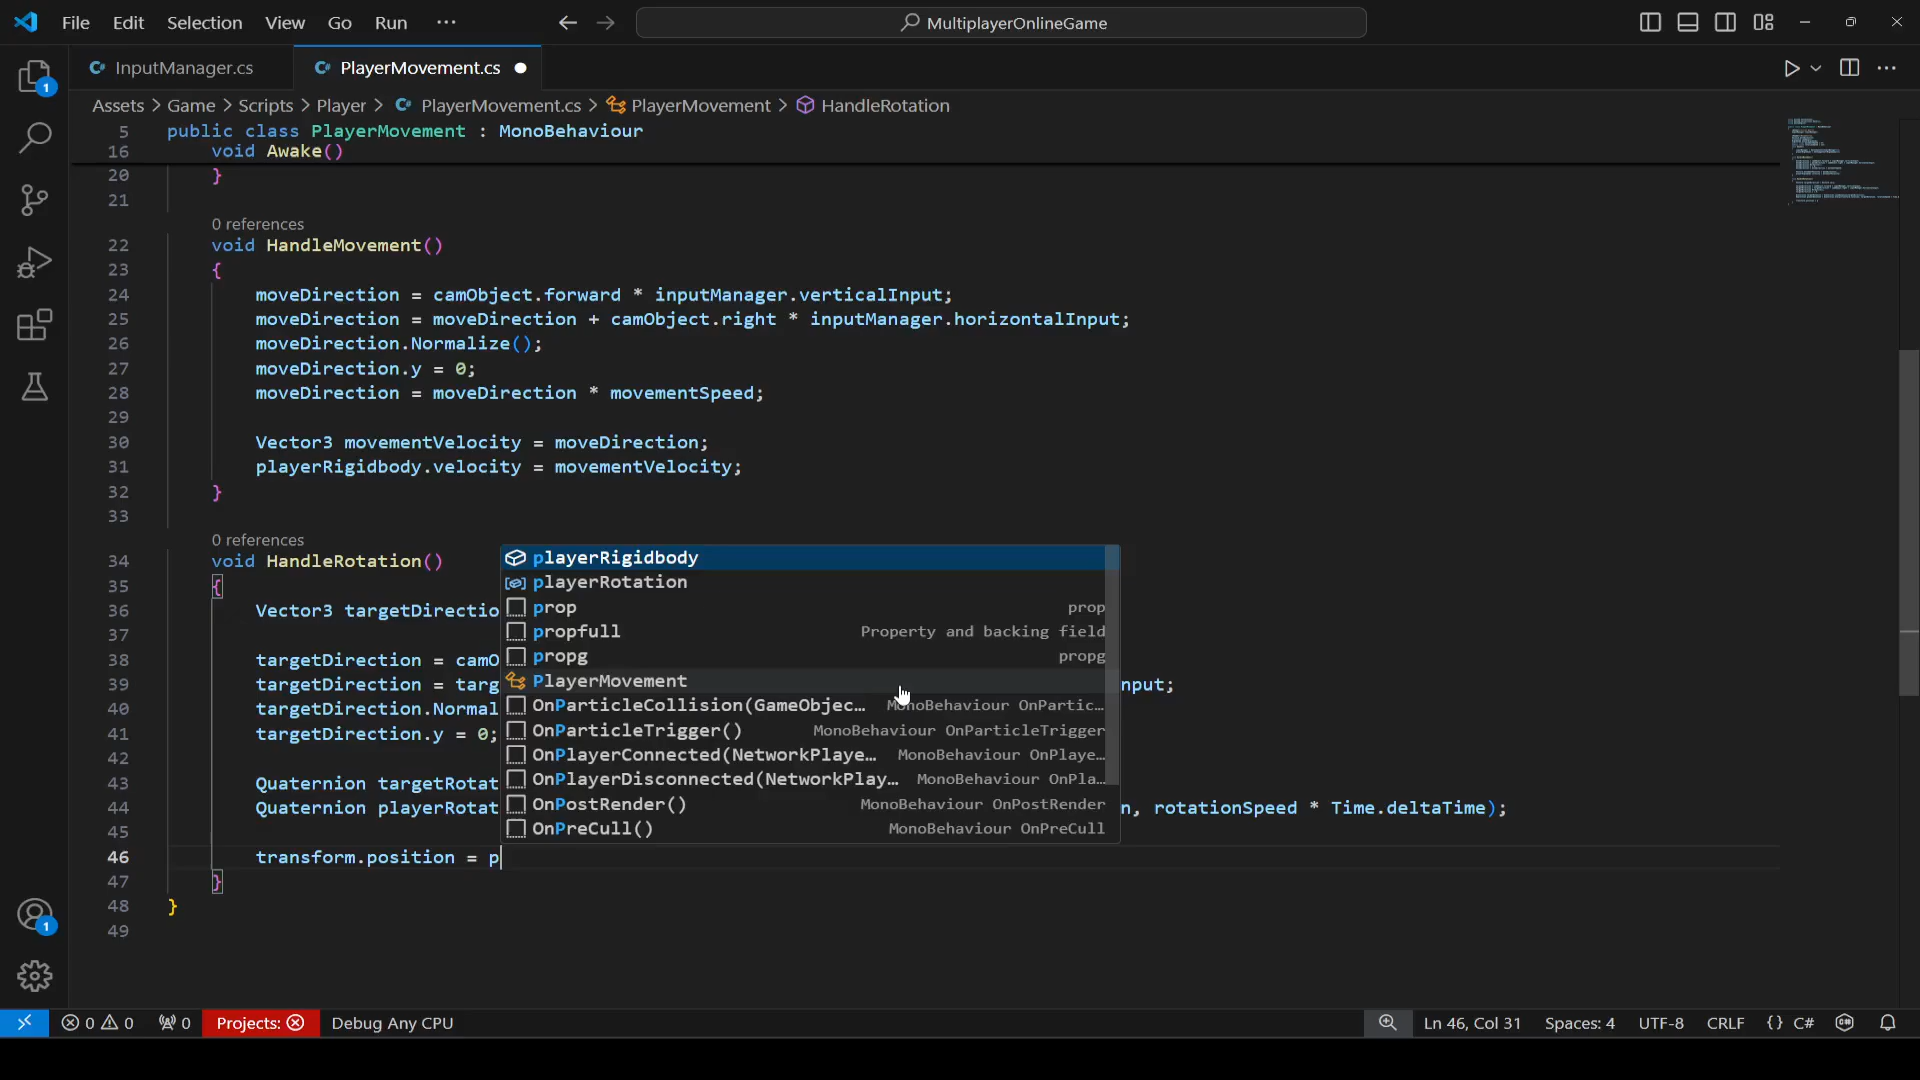 File Edit Selection View Go Run ··· MultiplayerOnlineGame
InputManager.cs PlayerMovement.cs
Assets > Game > Scripts > Player > PlayerMovement.cs > PlayerMovement > HandleRotation
5 public class PlayerMovement : MonoBehaviour
16 void Awake()
20 }
21
0 references
22 void HandleMovement()
23 {
24 moveDirection = camObject.forward * inputManager.verticalInput;
25 moveDirection = moveDirection + camObject.right * inputManager.horizontalInput;
26 moveDirection.Normalize();
27 moveDirection.y = 0;
28 moveDirection = moveDirection * movementSpeed;
29
30 Vector3 movementVelocity = moveDirection;
31 playerRigidbody.velocity = movementVelocity;
32 }
33
0 references
34 void HandleRotation()
35 {
36 Vector3 targetDirectio
37
38 targetDirection = camO
39 targetDirection = targ nput;
40 targetDirection.Normal
41 targetDirection.y = 0;
42
43 Quaternion targetRotat
44 Quaternion playerRotat n, rotationSpeed * Time.deltaTime);
45
46 transform.position = p
47 }
48 }
49
playerRigidbody
playerRotation
prop prop
propfull Property and backing field
propg propg
PlayerMovement
OnParticleCollision(GameObjec… MonoBehaviour OnPartic…
OnParticleTrigger() MonoBehaviour OnParticleTrigger
OnPlayerConnected(NetworkPlaye… MonoBehaviour OnPlaye…
OnPlayerDisconnected(NetworkPlay… MonoBehaviour OnPla…
OnPostRender() MonoBehaviour OnPostRender
OnPreCull() MonoBehaviour OnPreCull
1
1
0 0 0 Projects: Debug Any CPU Ln 46, Col 31 Spaces: 4 UTF-8 CRLF {} C#